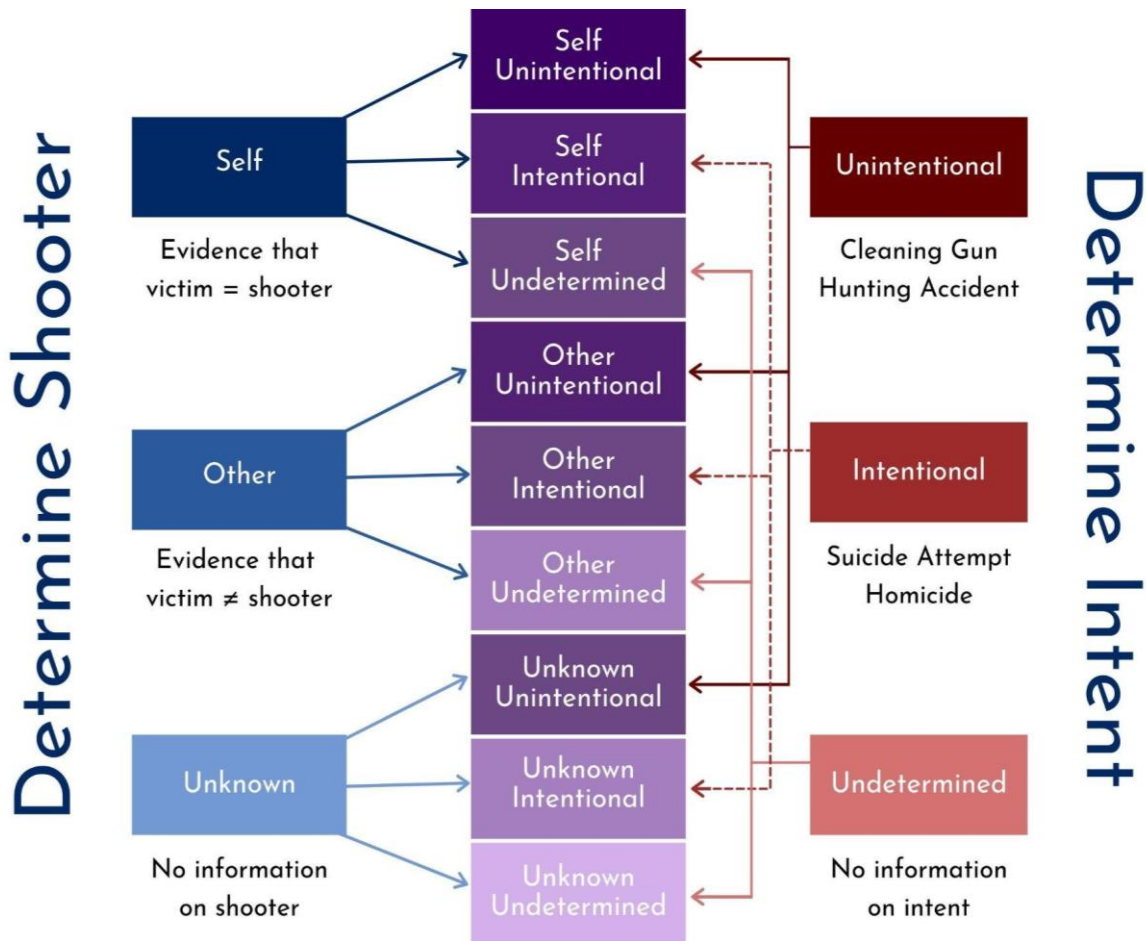 Determine Shooter
Self
Evidence that
victim = shooter
Other
Evidence that
victim ≠ shooter
Unknown
No information
on shooter
Self
Unintentional
Self
Intentional
Self
Undetermined
Other
Unintentional
Other
Intentional
Other
Undetermined
Unknown
Unintentional
Unknown
Intentional
Unknown
Undetermined
Unintentional
Cleaning Gun
Hunting Accident
Intentional
Suicide Attempt
Homicide
Undetermined
No information
on intent
Determine Intent